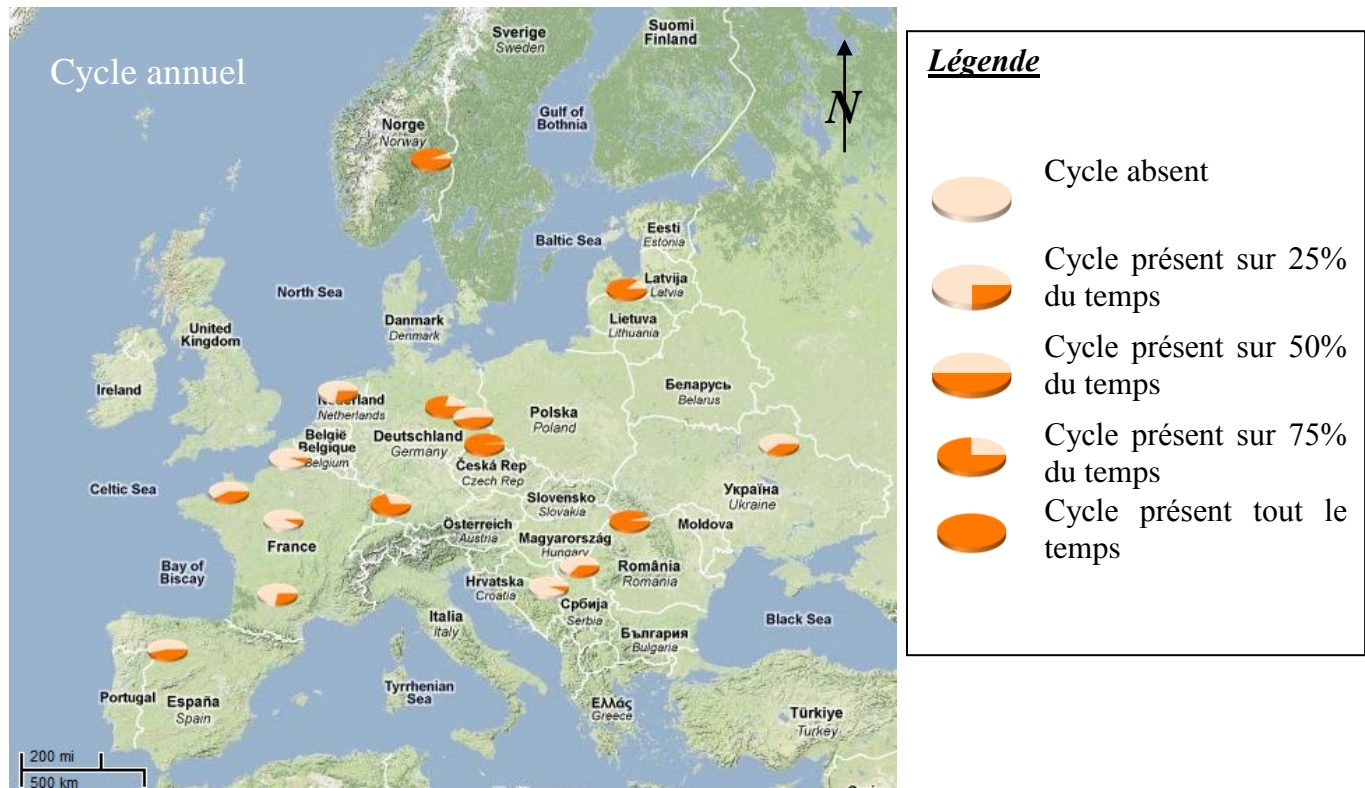 Cycle annuel
N
Suomi
Finland
Sverige
Sweden
Norge
Norway
Gulf of
Bothnia
Eesti
Estonia
Baltic Sea
Latvija
Latvia
North Sea
Danmark
Denmark
Lietuva
Lithuania
United
Kingdom
Ireland
Беларусь
Belarus
Nederland
Netherlands
Polska
Poland
België
Belgique
Belgium
Deutschland
Germany
Česká Rep
Czech Rep
Celtic Sea
Україна
Ukraine
Slovensko
Slovakia
Moldova
Österreich
Austria
Magyarország
Hungary
France
Bay of
Biscay
România
Romania
Hrvatska
Croatia
Србија
Serbia
Italia
Italy
Black Sea
България
Bulgaria
Portugal
España
Spain
Tyrrhenian
Sea
Ελλάς
Greece
Türkiye
Turkey
200 mi
500 km
Légende
Cycle absent
Cycle présent sur 25%
du temps
Cycle présent sur 50%
du temps
Cycle présent sur 75%
du temps
Cycle présent tout le
temps